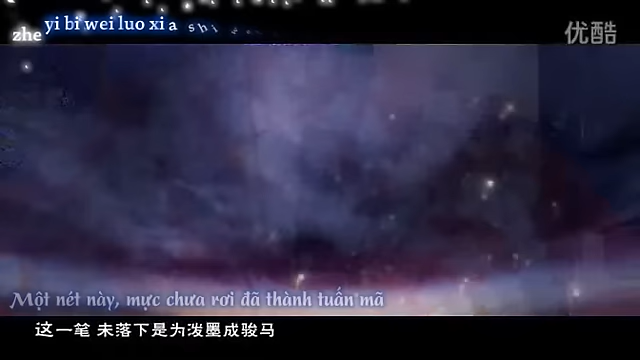 zhe yi bi wei luo xia shi
优酷
Một nét này, mực chưa rơi đã thành tuấn mã
这一笔 未落下是为泼墨成骏马